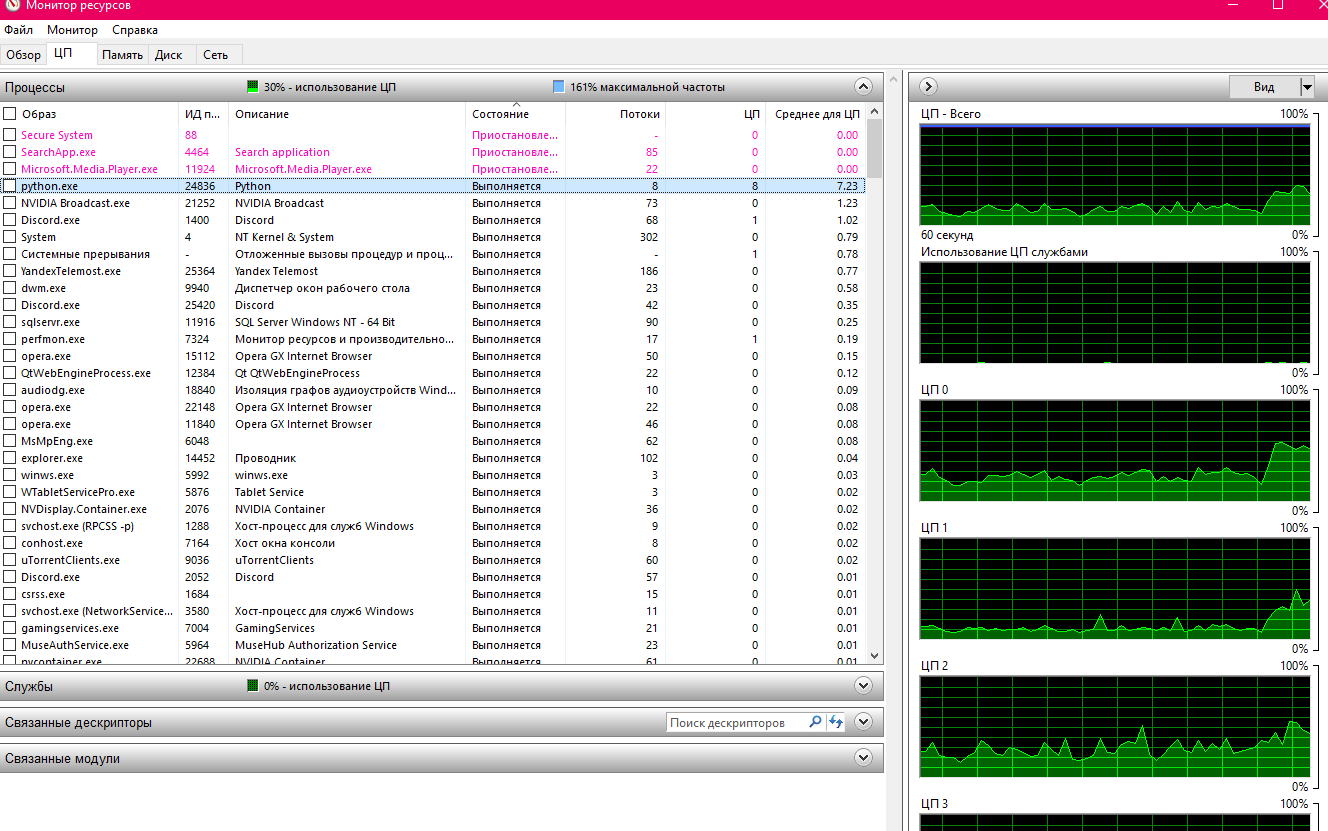 Монитор ресурсов
Файл Монитор Справка
Обзор ЦП Память Диск Сеть
Процессы 30% - использование ЦП 161% максимальной частоты
Образ ИД п... Описание Состояние Потоки ЦП Среднее для ЦП
Secure System 88 Приостановле... - 0 0.00
SearchApp.exe 4464 Search application Приостановле... 85 0 0.00
Microsoft.Media.Player.exe 11924 Microsoft.Media.Player.exe Приостановле... 22 0 0.00
python.exe 24836 Python Выполняется 8 8 7.23
NVIDIA Broadcast.exe 21252 NVIDIA Broadcast Выполняется 73 0 1.23
Discord.exe 1400 Discord Выполняется 68 1 1.02
System 4 NT Kernel & System Выполняется 302 0 0.79
Системные прерывания - Отложенные вызовы процедур и проц... Выполняется - 1 0.78
YandexTelemost.exe 25364 Yandex Telemost Выполняется 186 0 0.77
dwm.exe 9940 Диспетчер окон рабочего стола Выполняется 23 0 0.58
Discord.exe 25420 Discord Выполняется 42 0 0.35
sqlservr.exe 11916 SQL Server Windows NT - 64 Bit Выполняется 90 0 0.25
perfmon.exe 7324 Монитор ресурсов и производительно... Выполняется 17 1 0.19
opera.exe 15112 Opera GX Internet Browser Выполняется 50 0 0.15
QtWebEngineProcess.exe 12384 Qt QtWebEngineProcess Выполняется 22 0 0.12
audiodg.exe 18840 Изоляция графов аудиоустройств Wind... Выполняется 10 0 0.09
opera.exe 22148 Opera GX Internet Browser Выполняется 22 0 0.08
opera.exe 11840 Opera GX Internet Browser Выполняется 46 0 0.08
MsMpEng.exe 6048 Выполняется 62 0 0.08
explorer.exe 14452 Проводник Выполняется 102 0 0.04
winws.exe 5992 winws.exe Выполняется 3 0 0.03
WTabletServicePro.exe 5876 Tablet Service Выполняется 3 0 0.02
NVDisplay.Container.exe 2076 NVIDIA Container Выполняется 36 0 0.02
svchost.exe (RPCSS -p) 1288 Хост-процесс для служб Windows Выполняется 9 0 0.02
conhost.exe 7164 Хост окна консоли Выполняется 8 0 0.02
uTorrentClients.exe 9036 uTorrentClients Выполняется 60 0 0.02
Discord.exe 2052 Discord Выполняется 57 0 0.01
csrss.exe 1684 Выполняется 15 0 0.01
svchost.exe (NetworkService... 3580 Хост-процесс для служб Windows Выполняется 11 0 0.01
gamingservices.exe 7004 GamingServices Выполняется 21 0 0.01
MuseAuthService.exe 5964 MuseHub Authorization Service Выполняется 23 0 0.01
nvcontainer.exe 22688 NVIDIA Container Выполняется 61 0 0.01
Службы 0% - использование ЦП
Связанные дескрипторы Поиск дескрипторов
Связанные модули
Вид
ЦП - Всего 100%
60 секунд 0%
Использование ЦП службами 100%
0%
ЦП 0 100%
0%
ЦП 1 100%
0%
ЦП 2 100%
0%
ЦП 3 100%